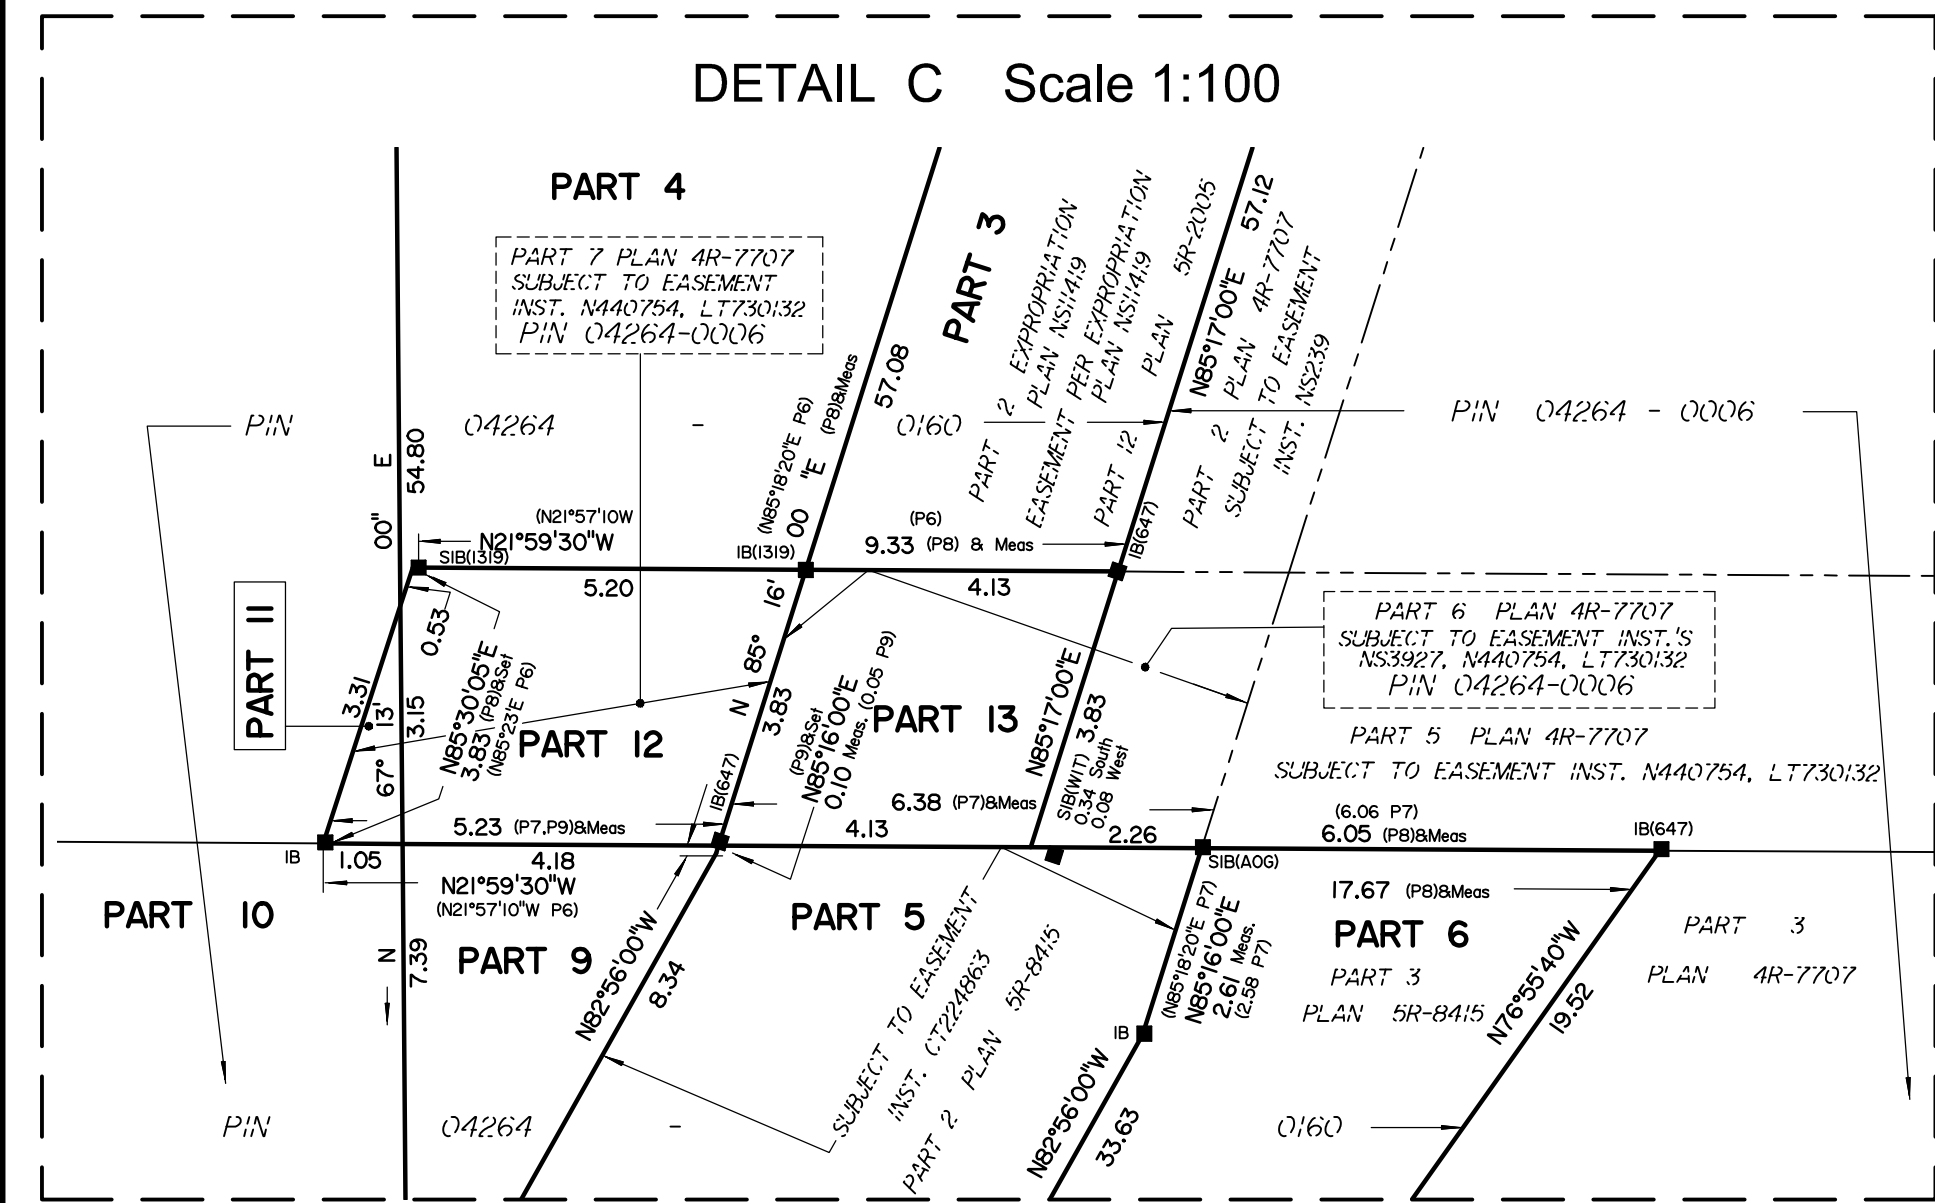 DETAIL C Scale 1:100
PART 4
PART 7 PLAN 4R-7707
SUBJECT TO EASEMENT
INST. N440754, LT730132
PIN 04264-0006
PART 3
PART 2 EXPROPRIATION
PLAN NS11419
EASEMENT PER EXPROPRIATION
PLAN NS11419
PART 12 PLAN 5R-2005
N85°17'00"E 57.12
PART 2 PLAN 4R-7707
SUBJECT TO EASEMENT
INST. NS239
57.08
(P8)&Meas
(N85°18'20"E P6)
PIN 04264 - 0160
PIN 04264 - 0006
N 67° 13' 00" E
54.80
N 85° 16' 00 "E
(N21°57'10W
N21°59'30"W
SIB(1319)
IB(1319)
(P6)
9.33 (P8) & Meas
IB(647)
5.20
4.13
PART 11
0.53
3.31
3.15
N85°30'05"E
3.83 (P8)&Set
(N85°23'E P6)
PART 12
3.83
(P9)&Set
N85°16'00"E
0.10 Meas. (0.05 P9)
PART 13
N85°17'00"E 3.83
SIB(WIT)
0.34 South
0.08 West
PART 6 PLAN 4R-7707
SUBJECT TO EASEMENT INST.'S
NS3927, N440754, LT730132
PIN 04264-0006
PART 5 PLAN 4R-7707
SUBJECT TO EASEMENT INST. N440754, LT730132
IB(647)
5.23 (P7,P9)&Meas
6.38 (P7)&Meas
4.13
2.26
(6.06 P7)
6.05 (P8)&Meas
IB(647)
IB
1.05
4.18
N21°59'30"W
(N21°57'10"W P6)
SIB(AOG)
17.67 (P8)&Meas
PART 10
PART 9
7.39
N82°56'00"W
8.34
PART 5
SUBJECT TO EASEMENT
INST. CT224863
PART 2 PLAN 5R-8415
(N85°18'20"E P7)
N85°16'00"E
2.61 Meas.
(2.58 P7)
IB
N82°56'00"W
33.63
PART 6
PART 3
PLAN 5R-8415
N76°55'40"W
19.52
PART 3
PLAN 4R-7707
PIN 04264 - 0160